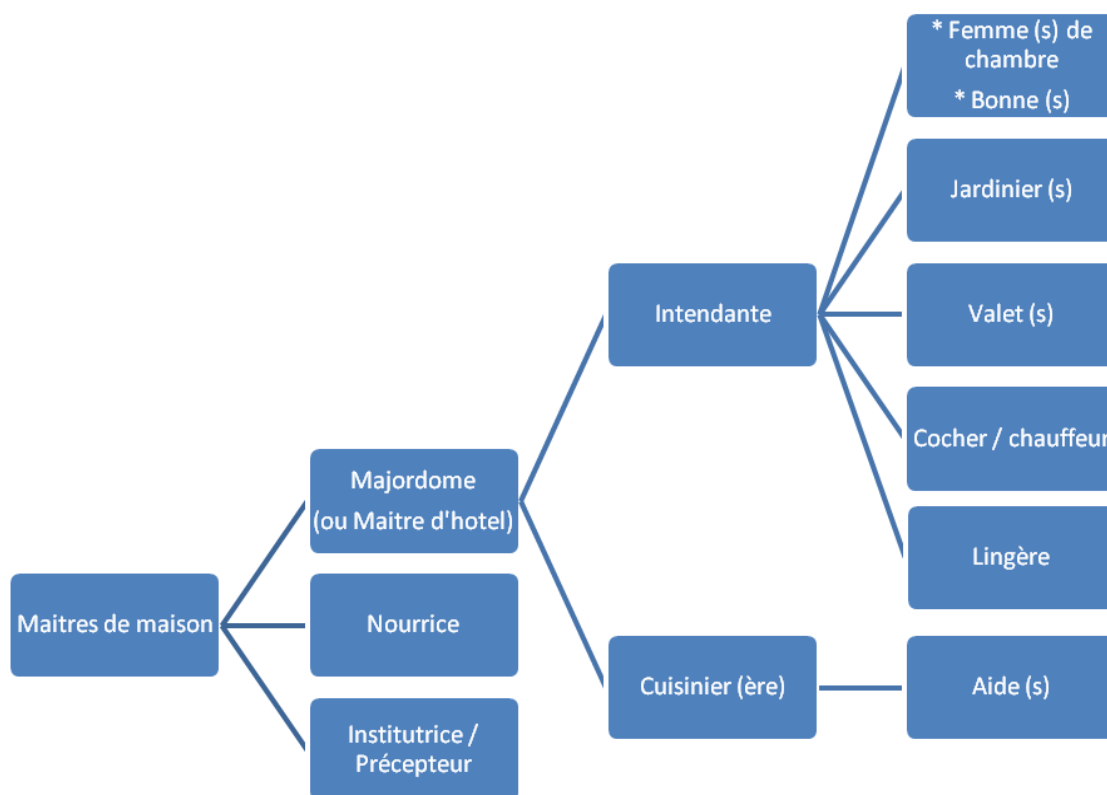 * Femme (s) de
chambre
* Bonne (s)
Jardinier (s)
Intendante
Valet (s)
Cocher / chauffeur
Majordome
(ou Maitre d'hotel)
Lingère
Maitres de maison
Nourrice
Cuisinier (ère)
Aide (s)
Institutrice /
Précepteur